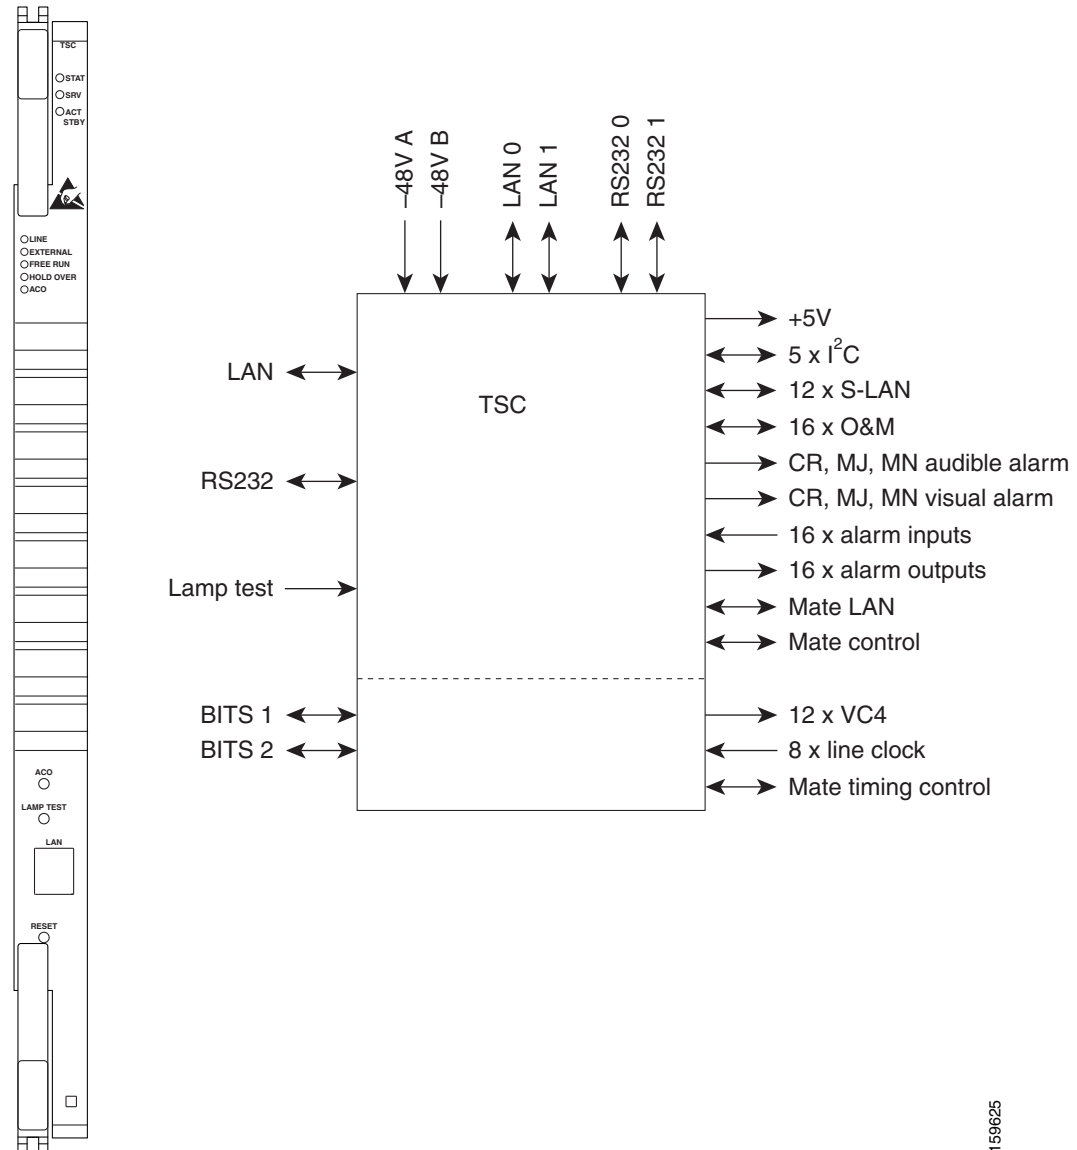 TSC
STAT
SRV
ACT
STBY
LINE
EXTERNAL
FREE RUN
HOLD OVER
ACO
ACO
LAMP TEST
LAN
RESET
–48V A
–48V B
LAN 0
LAN 1
RS232 0
RS232 1
LAN
RS232
Lamp test
BITS 1
BITS 2
TSC
+5V
5 x I²C
12 x S-LAN
16 x O&M
CR, MJ, MN audible alarm
CR, MJ, MN visual alarm
16 x alarm inputs
16 x alarm outputs
Mate LAN
Mate control
12 x VC4
8 x line clock
Mate timing control
159625